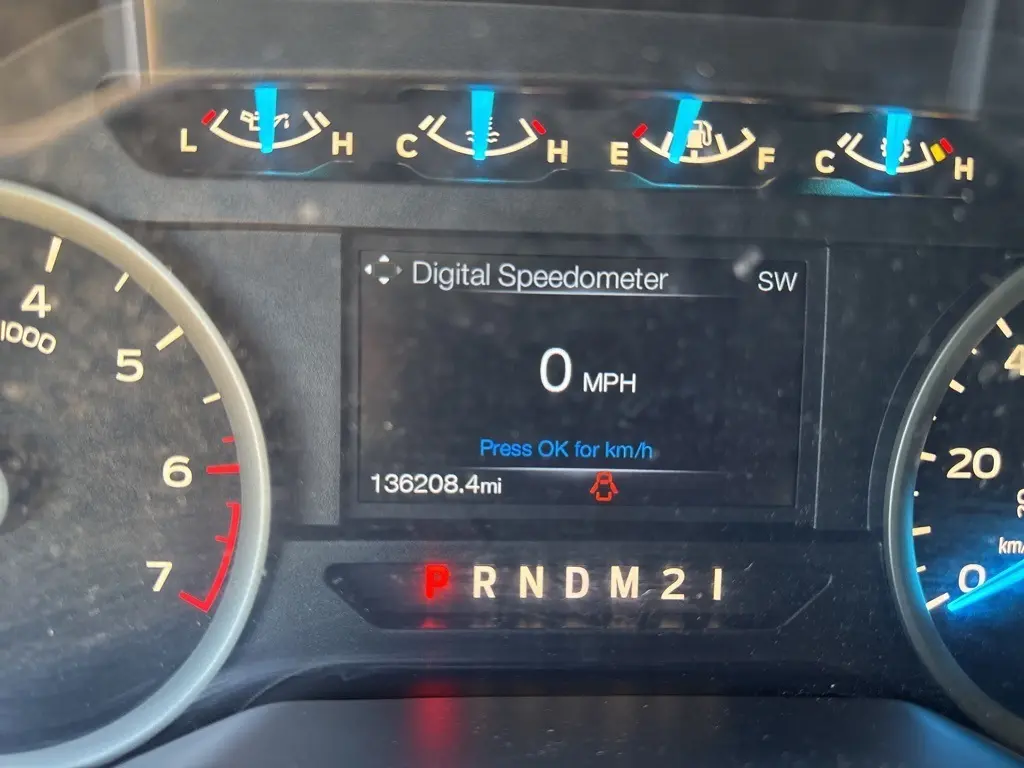 L H C H E F C H
Digital Speedometer SW
4
x1000
5
6
7
0 MPH
Press OK for km/h
136208.4mi
P R N D M 2 1
20
0